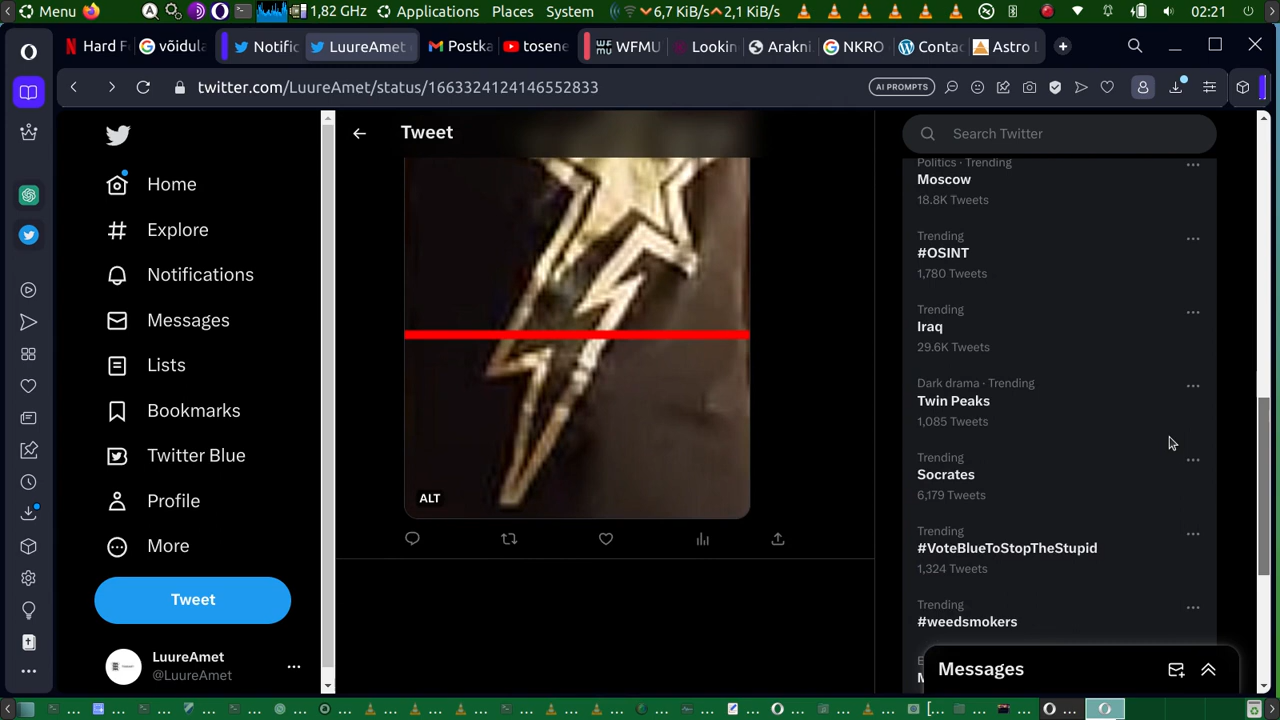 Menu
1,82 GHz
Applications
Places
System
6,7 KiB/s
2,1 KiB/s
02:21
Hard F
võidula
Notific
LuureAmet
Postka
tosene
WFMU
Lookin
Arakni
NKRO
Contac
Astro L
twitter.com/LuureAmet/status/1663324124146552833
AI PROMPTS
Home
Explore
Notifications
Messages
Lists
Bookmarks
Twitter Blue
Profile
More
Tweet
LuureAmet
@LuureAmet
Tweet
ALT
Search Twitter
Politics · Trending
Moscow
18.8K Tweets
Trending
#OSINT
1,780 Tweets
Trending
Iraq
29.6K Tweets
Dark drama · Trending
Twin Peaks
1,085 Tweets
Trending
Socrates
6,179 Tweets
Trending
#VoteBlueToStopTheStupid
1,324 Tweets
Trending
#weedsmokers
Messages